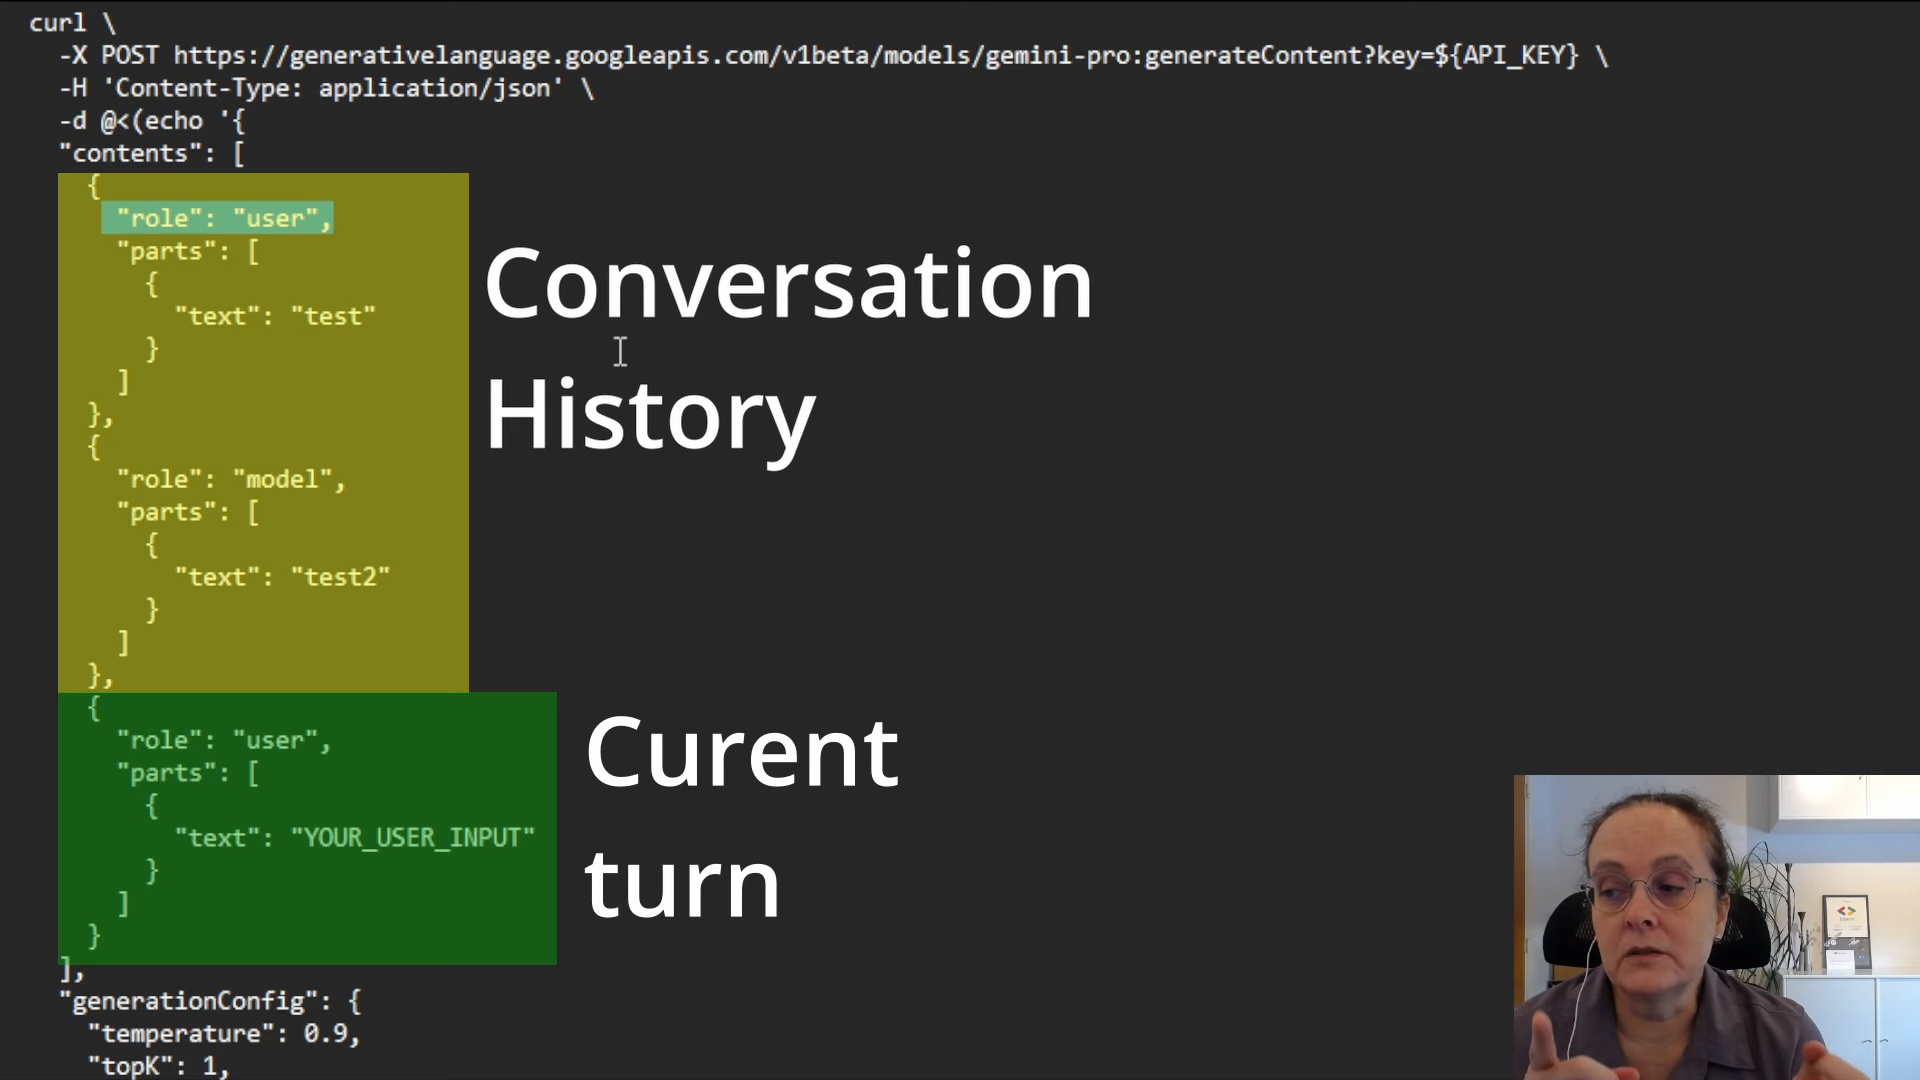 curl \
-X POST https://generativelanguage.googleapis.com/v1beta/models/gemini-pro:generateContent?key=${API_KEY} \
-H 'Content-Type: application/json' \
-d @<(echo '{
"contents": [
{
"role": "user",
"parts": [
{
"text": "test"
}
]
},
{
"role": "model",
"parts": [
{
"text": "test2"
}
]
},
{
"role": "user",
"parts": [
{
"text": "YOUR_USER_INPUT"
}
]
}
],
"generationConfig": {
"temperature": 0.9,
"topK": 1,
Conversation
History
Curent
turn